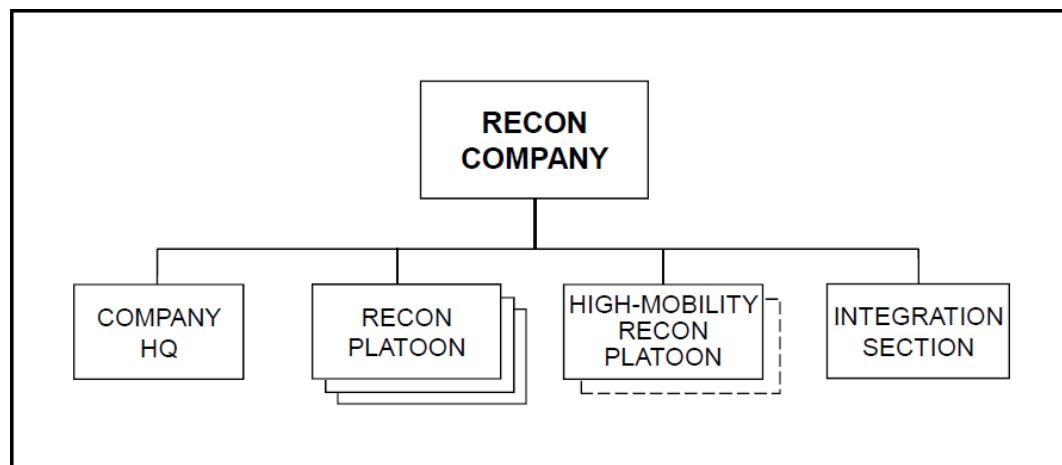 RECON
COMPANY
COMPANY
HQ
RECON
PLATOON
HIGH-MOBILITY
RECON
PLATOON
INTEGRATION
SECTION